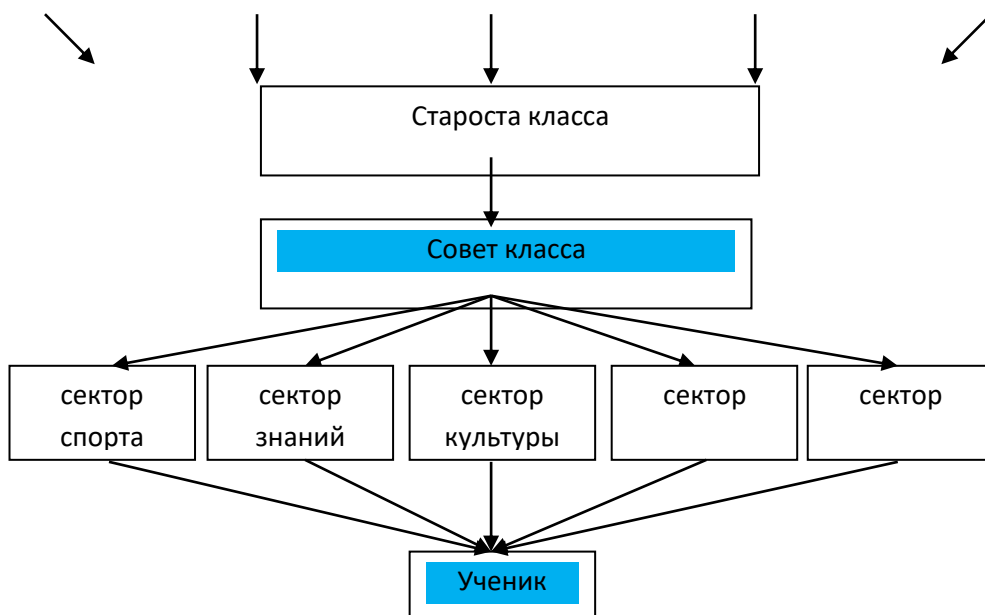 Староста класса
Совет класса
сектор
спорта
сектор
знаний
сектор
культуры
сектор
сектор
Ученик